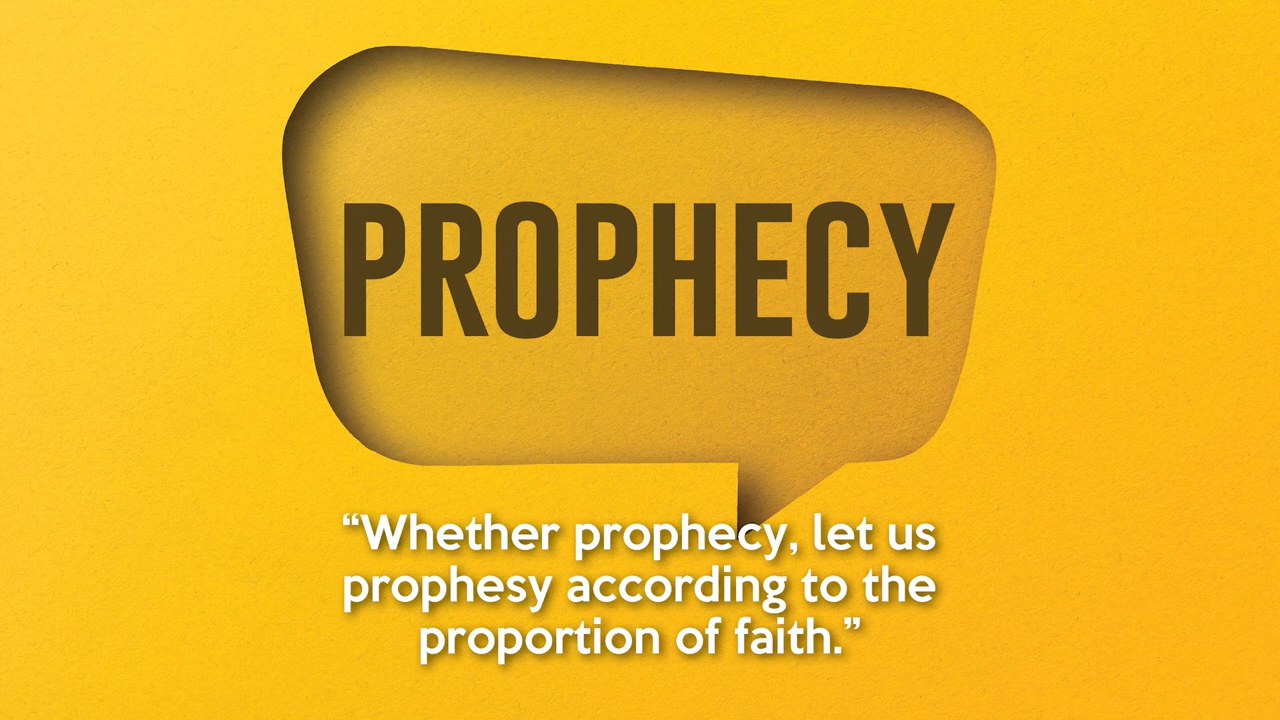 PROPHECY
“Whether prophecy, let us
prophesy according to the
proportion of faith.”